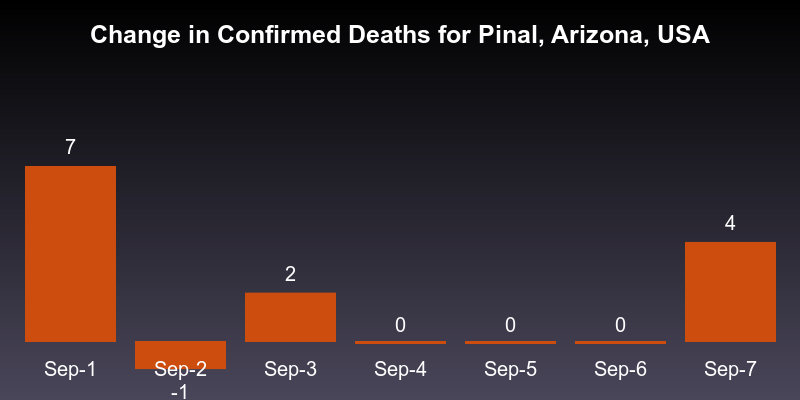 Change in Confirmed Deaths for Pinal, Arizona, USA
7
4
2
0 0 0
Sep-1 Sep-2 Sep-3 Sep-4 Sep-5 Sep-6 Sep-7
-1